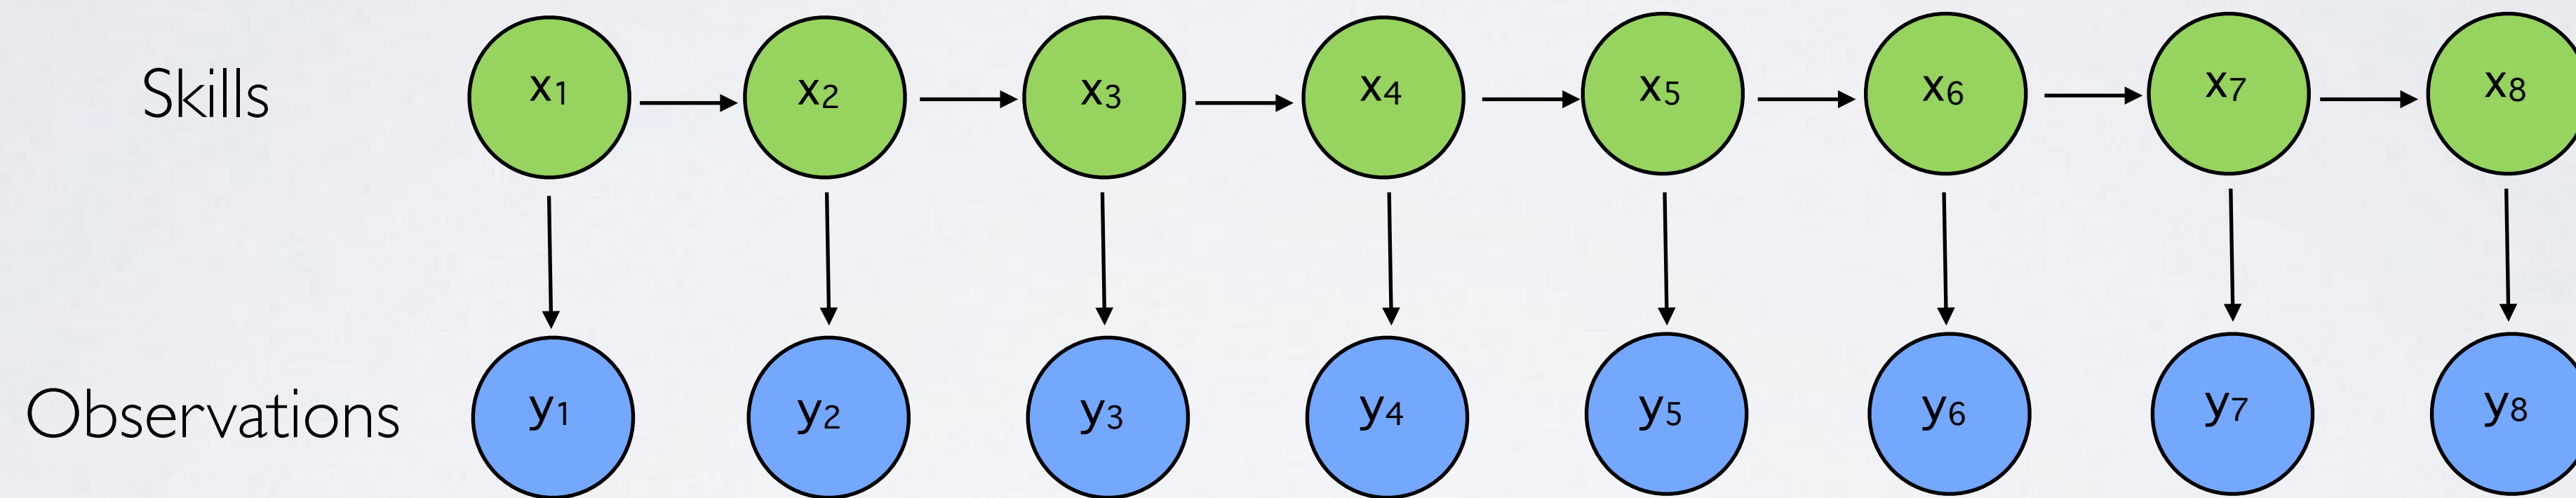 Skills x1 x2 x3 x4 x5 x6 x7 x8
Observations y1 y2 y3 y4 y5 y6 y7 y8